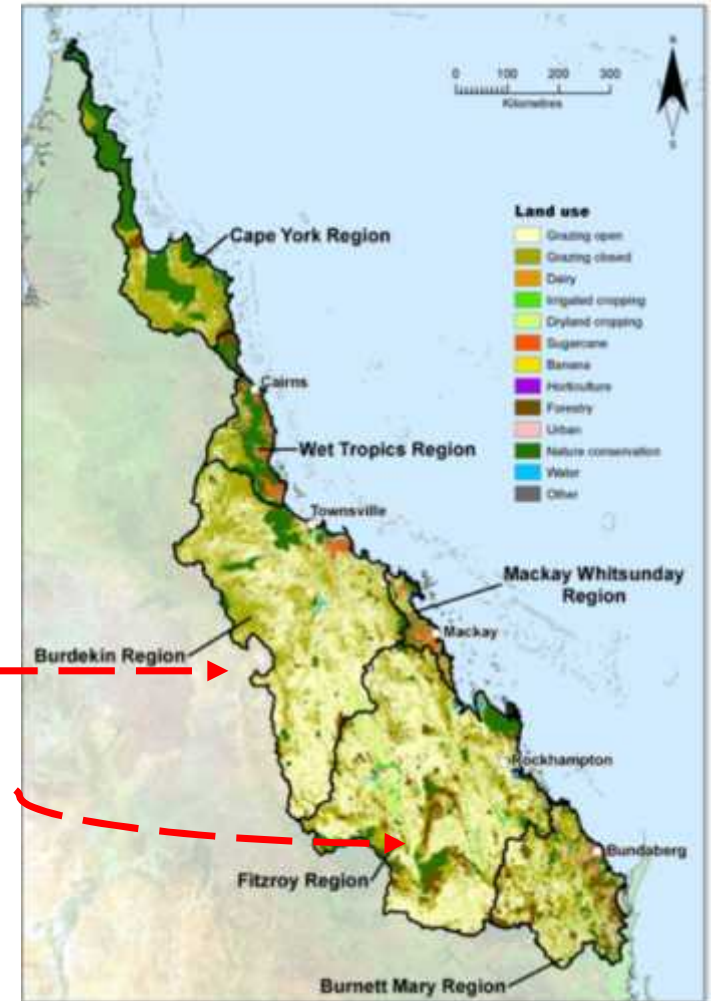 N
0 100 200 300
Kilometres
S
Land use
Grazing open
Grazing closed
Dairy
Irrigated cropping
Dryland cropping
Sugarcane
Banana
Horticulture
Forestry
Urban
Nature conservation
Water
Other
Cape York Region
Cairns
Wet Tropics Region
Townsville
Mackay Whitsunday
Region
Mackay
Burdekin Region
Rockhampton
Bundaberg
Fitzroy Region
Burnett Mary Region